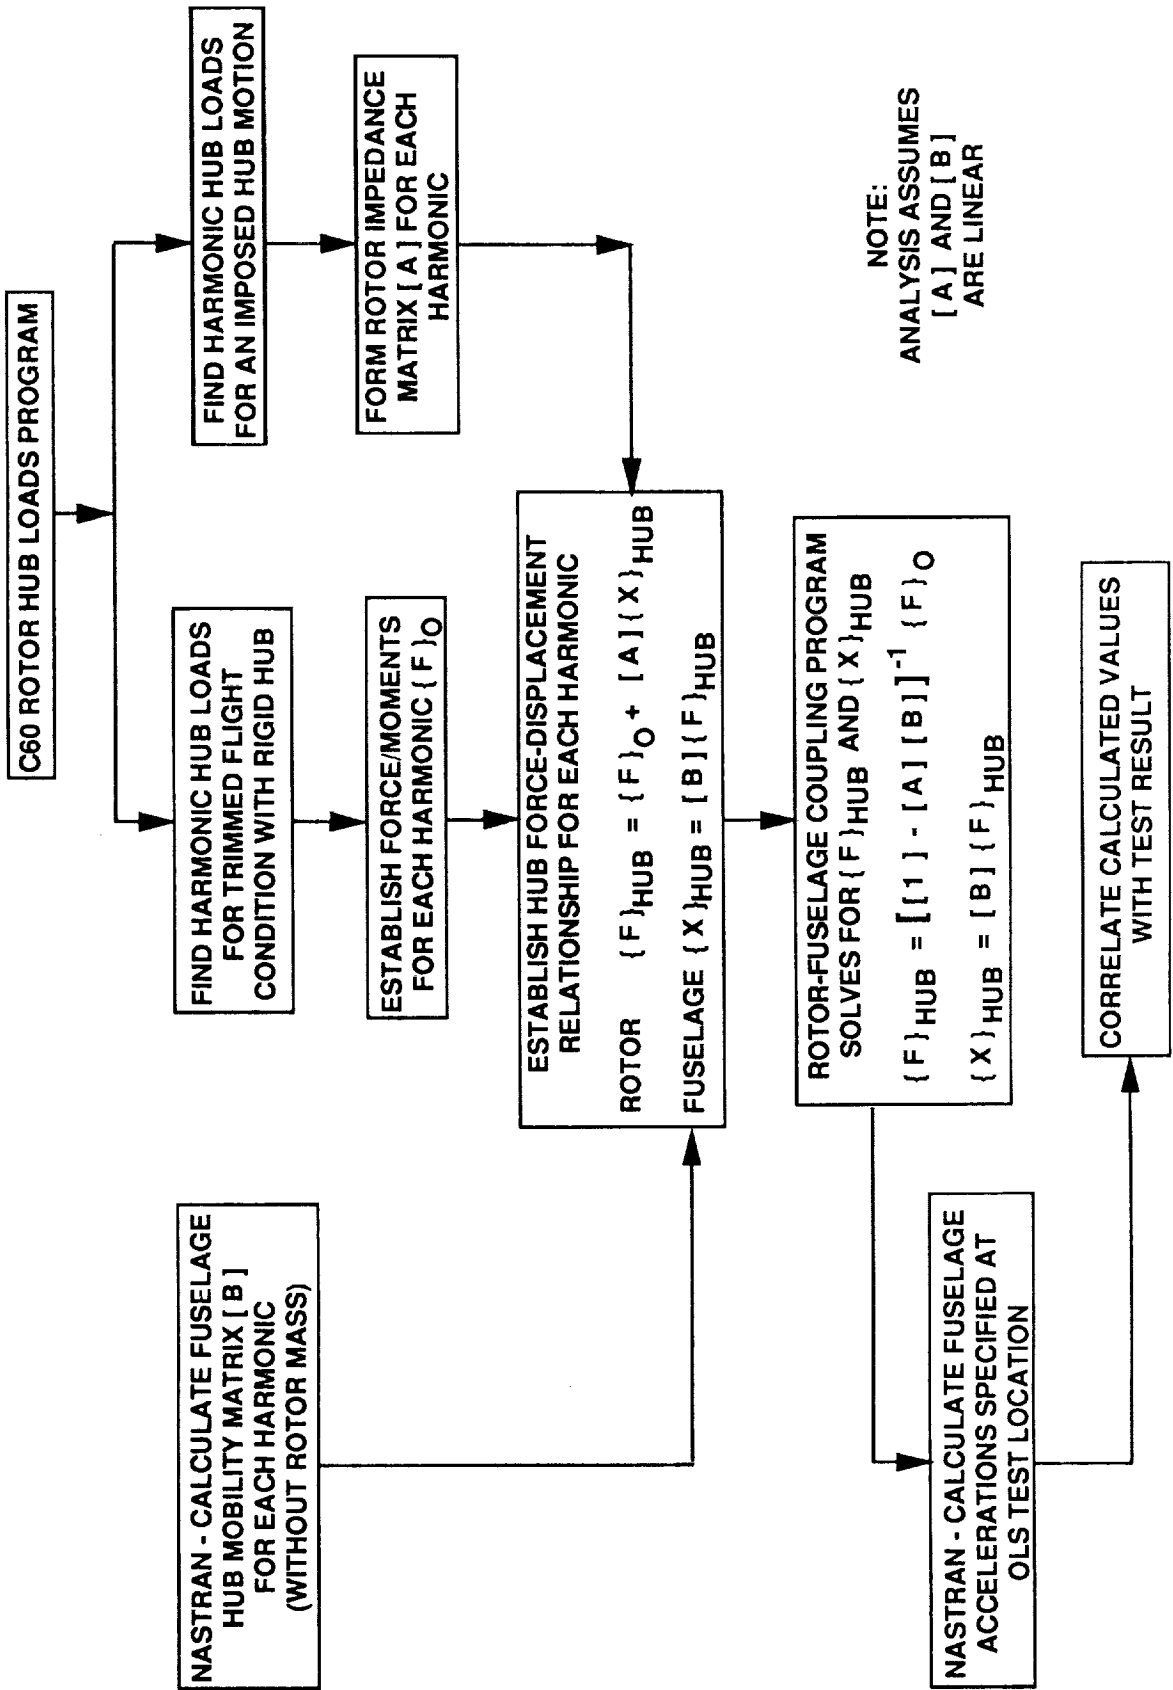 C60 ROTOR HUB LOADS PROGRAM
FIND HARMONIC HUB LOADS
FOR TRIMMED FLIGHT
CONDITION WITH RIGID HUB
FIND HARMONIC HUB LOADS
FOR AN IMPOSED HUB MOTION
ESTABLISH FORCE/MOMENTS
FOR EACH HARMONIC {F}O
FORM ROTOR IMPEDANCE
MATRIX [A] FOR EACH
HARMONIC
NASTRAN - CALCULATE FUSELAGE
HUB MOBILITY MATRIX [B]
FOR EACH HARMONIC
(WITHOUT ROTOR MASS)
ESTABLISH HUB FORCE-DISPLACEMENT
RELATIONSHIP FOR EACH HARMONIC
ROTOR {F}HUB = {F}O + [A]{X}HUB
FUSELAGE {X}HUB = [B]{F}HUB
ROTOR-FUSELAGE COUPLING PROGRAM
SOLVES FOR {F}HUB AND {X}HUB
{F}HUB = [[1] - [A][B]]-1 {F}O
{X}HUB = [B]{F}HUB
NOTE:
ANALYSIS ASSUMES
[A] AND [B]
ARE LINEAR
NASTRAN - CALCULATE FUSELAGE
ACCELERATIONS SPECIFIED AT
OLS TEST LOCATION
CORRELATE CALCULATED VALUES
WITH TEST RESULT